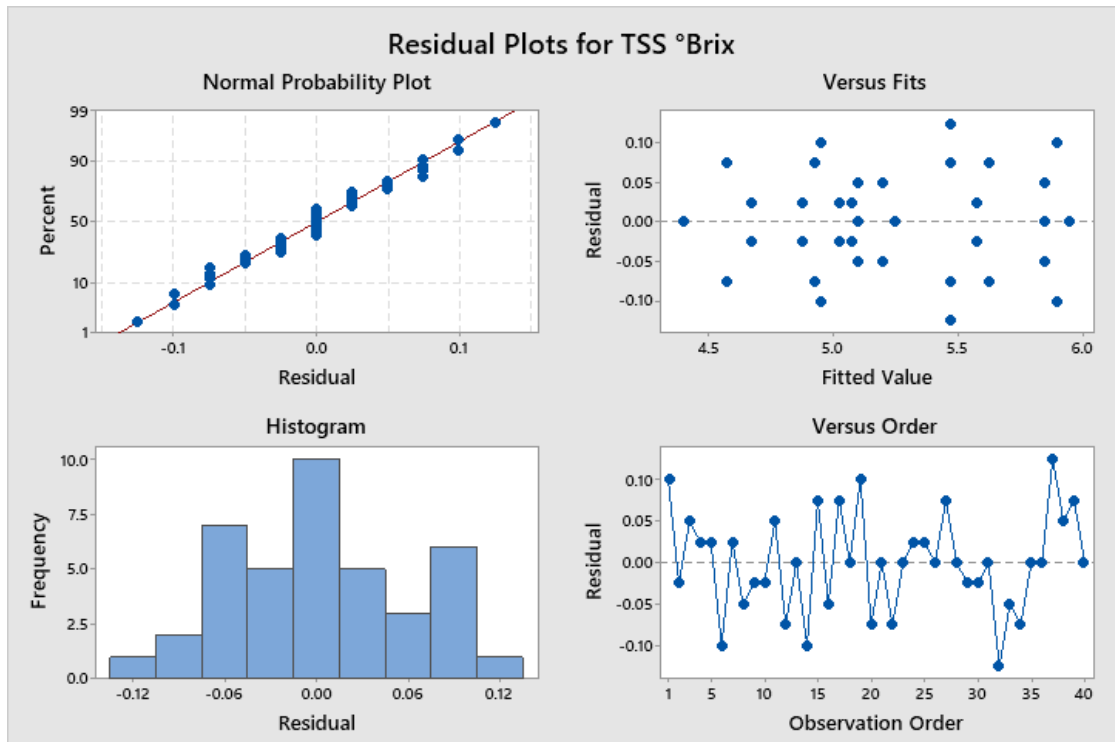 Residual Plots for TSS °Brix
Normal Probability Plot
99
90
50
10
1
Percent
-0.1 0.0 0.1
Residual
Versus Fits
0.10
0.05
0.00
-0.05
-0.10
Residual
4.5 5.0 5.5 6.0
Fitted Value
Histogram
10.0
7.5
5.0
2.5
0.0
Frequency
-0.12 -0.06 0.00 0.06 0.12
Residual
Versus Order
0.10
0.05
0.00
-0.05
-0.10
Residual
1 5 10 15 20 25 30 35 40
Observation Order